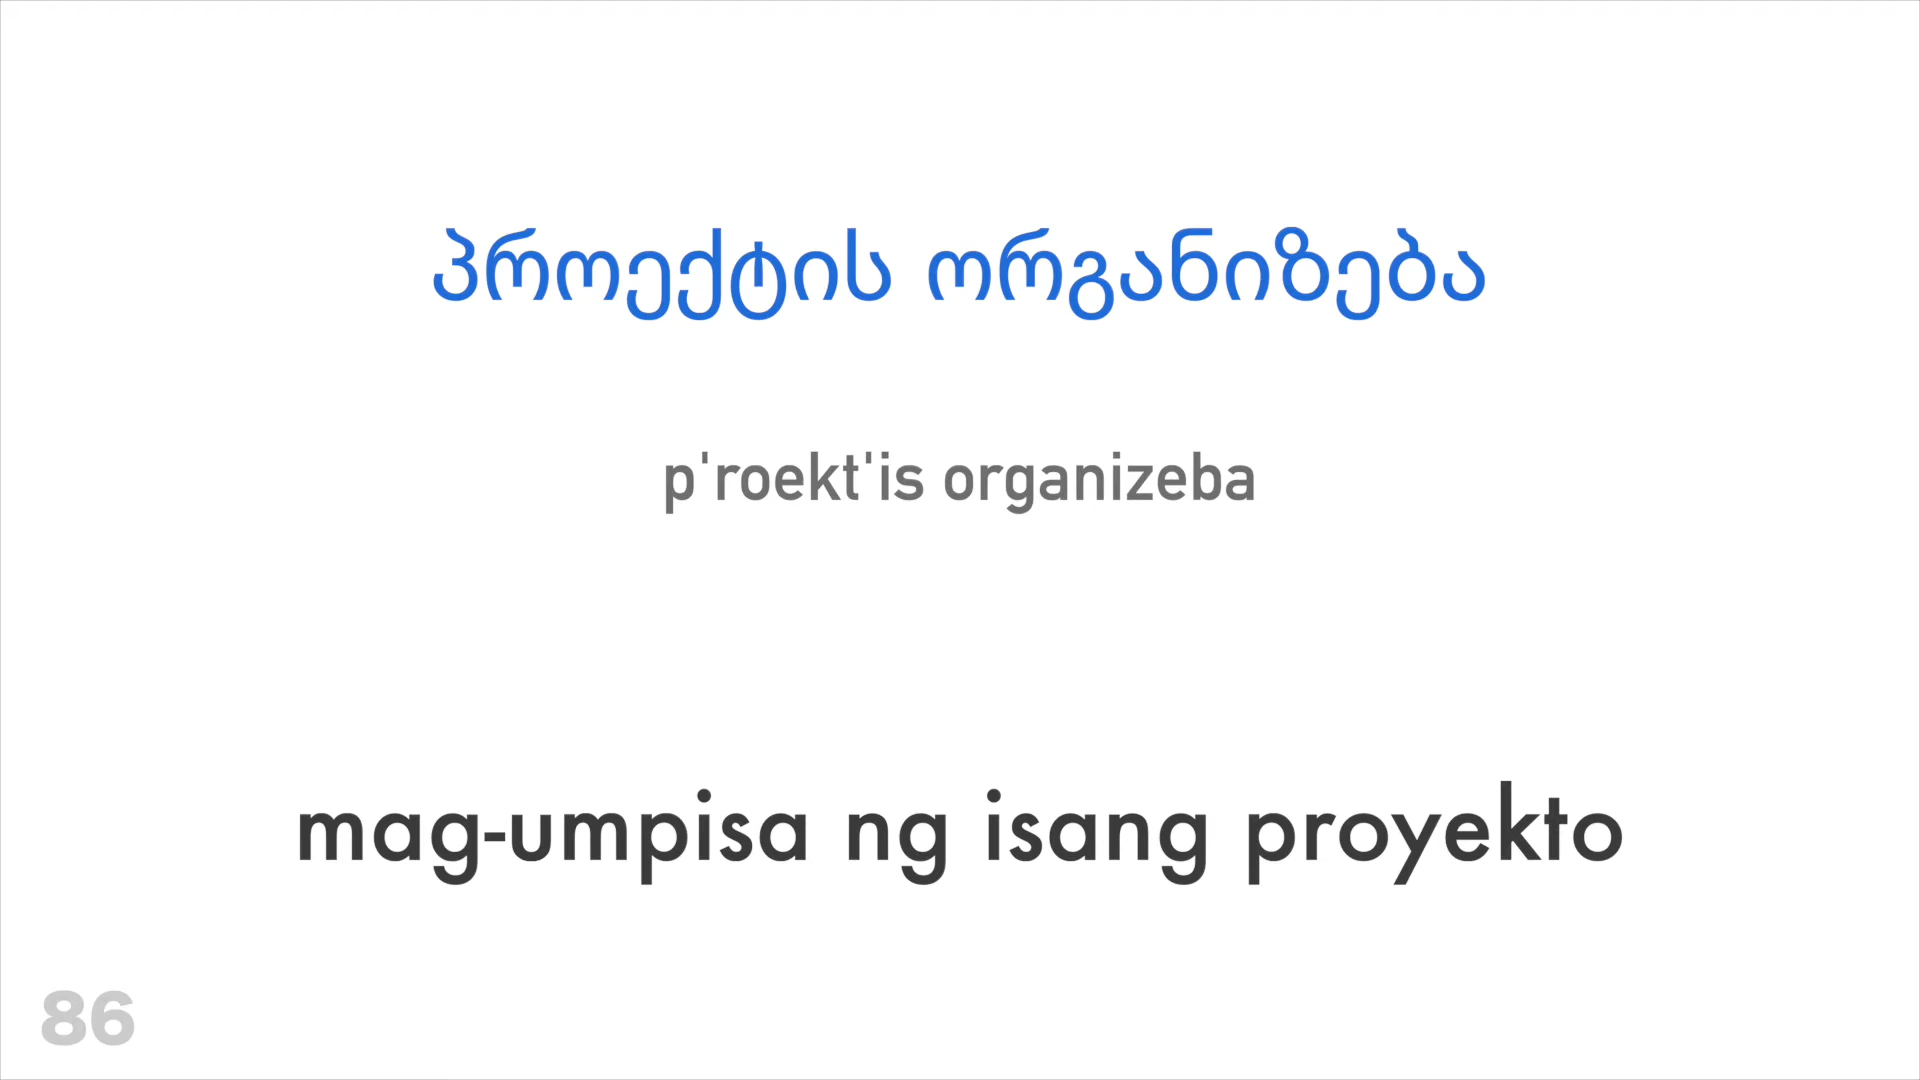 პროექტის ორგანიზება
p'roekt'is organizeba
mag-umpisa ng isang proyekto
86